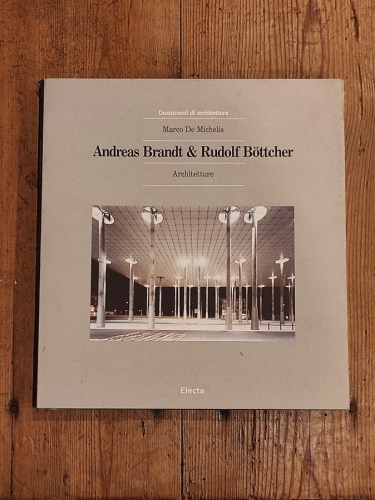 Documenti di architettura
Marco De Michelis
Andreas Brandt & Rudolf Böttcher
Architetture
Electa